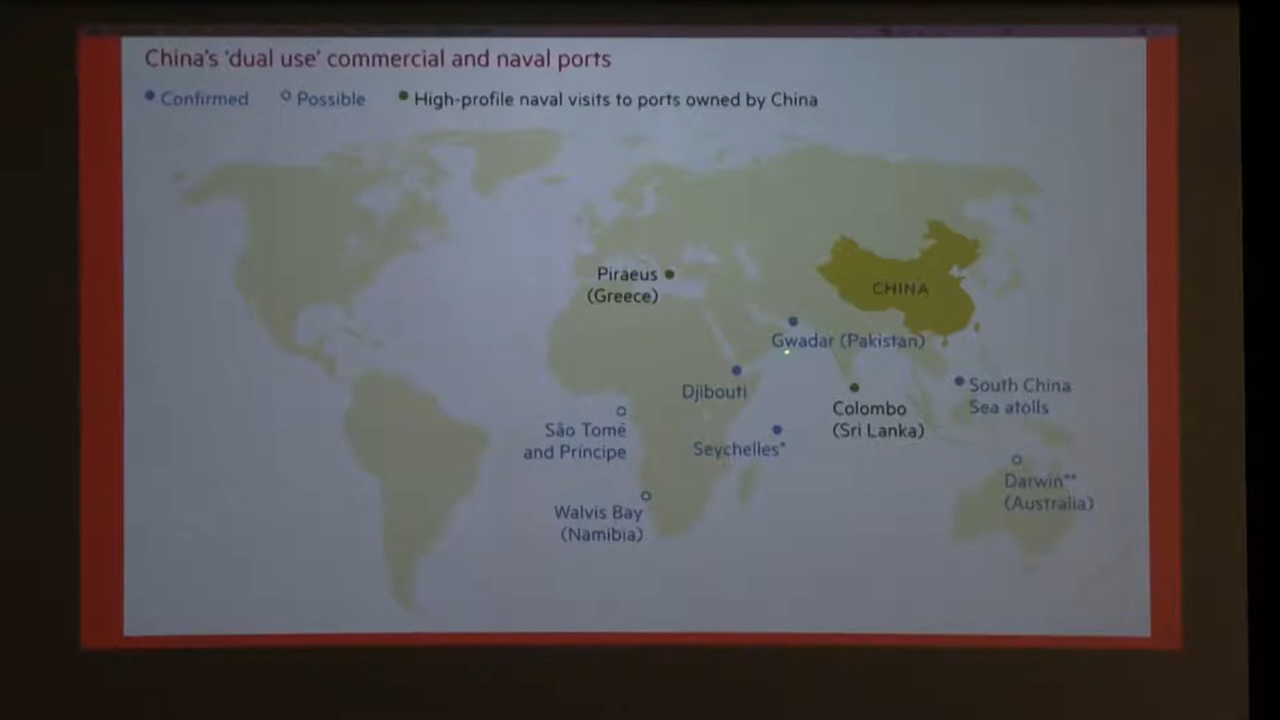 China's 'dual use' commercial and naval ports
Confirmed
Possible
High-profile naval visits to ports owned by China
Piraeus
(Greece)
CHINA
Gwadar (Pakistan)
Djibouti
South China
Sea atolls
Colombo
(Sri Lanka)
São Tomé
and Príncipe
Seychelles*
Darwin**
(Australia)
Walvis Bay
(Namibia)